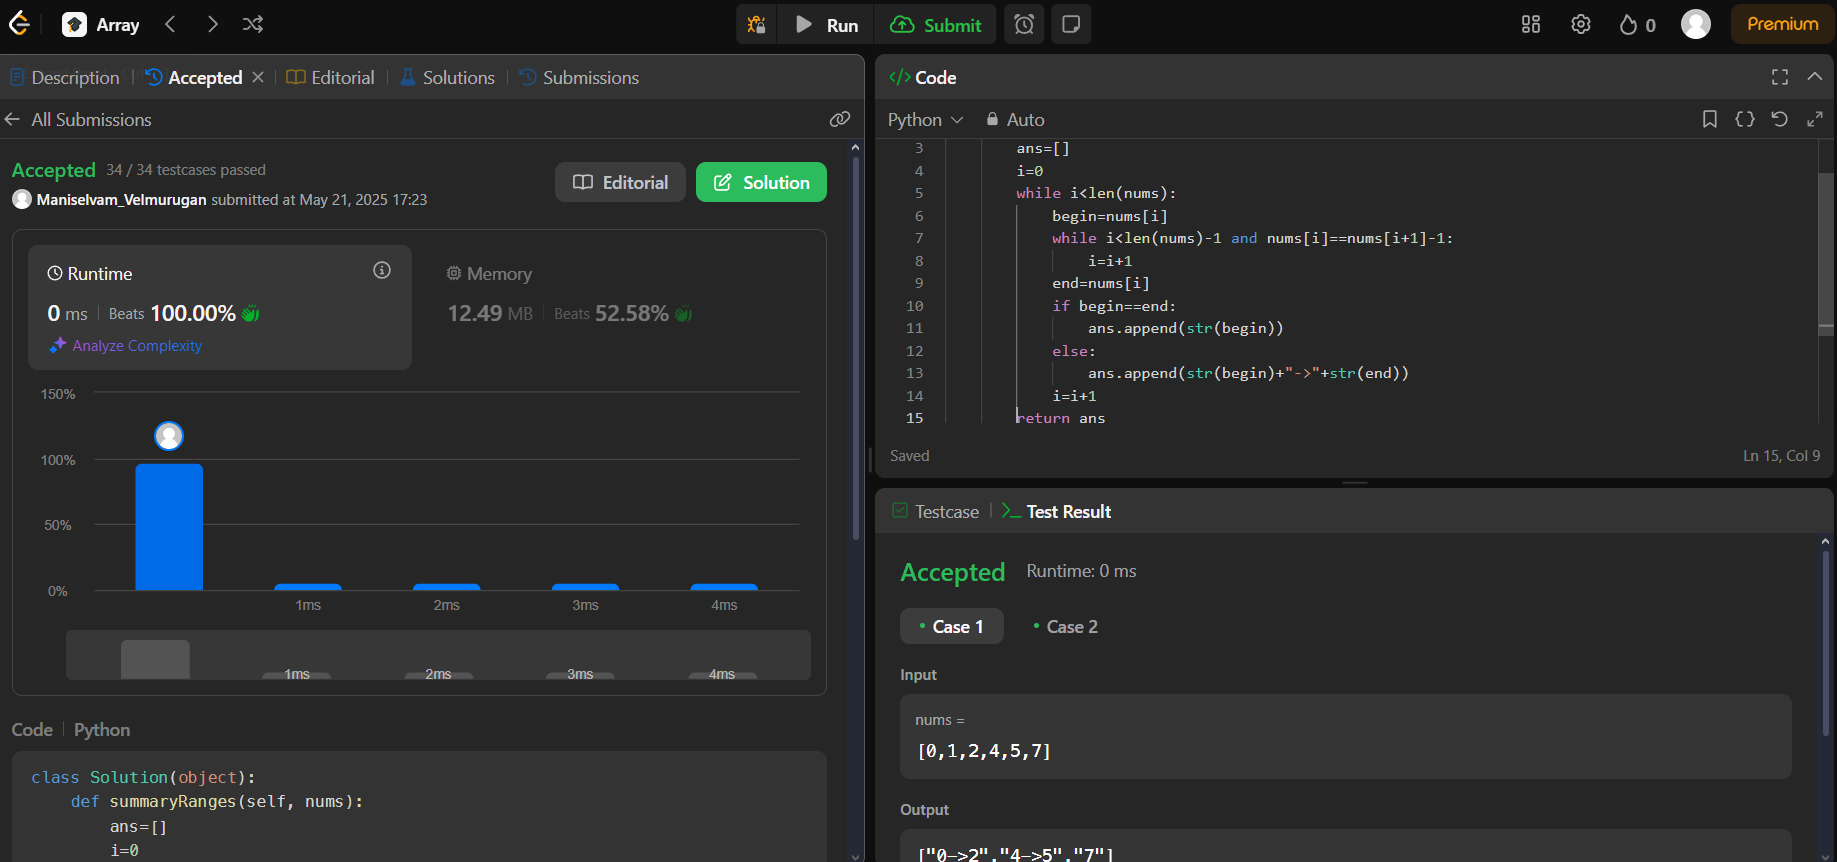 Array
Run
Submit
0
Premium
Description
Accepted
Editorial
Solutions
Submissions
All Submissions
Accepted 34 / 34 testcases passed
Maniselvam_Velmurugan submitted at May 21, 2025 17:23
Editorial
Solution
Runtime
0 ms Beats 100.00%
Analyze Complexity
Memory
12.49 MB Beats 52.58%
150%
100%
50%
0%
1ms 2ms 3ms 4ms
1ms 2ms 3ms 4ms
Code Python
class Solution(object):
def summaryRanges(self, nums):
ans=[]
i=0
</> Code
Python Auto
3 ans=[]
4 i=0
5 while i<len(nums):
6 begin=nums[i]
7 while i<len(nums)-1 and nums[i]==nums[i+1]-1:
8 i=i+1
9 end=nums[i]
10 if begin==end:
11 ans.append(str(begin))
12 else:
13 ans.append(str(begin)+"->"+str(end))
14 i=i+1
15 return ans
Saved
Ln 15, Col 9
Testcase
Test Result
Accepted Runtime: 0 ms
Case 1
Case 2
Input
nums =
[0,1,2,4,5,7]
Output
["0->2","4->5","7"]